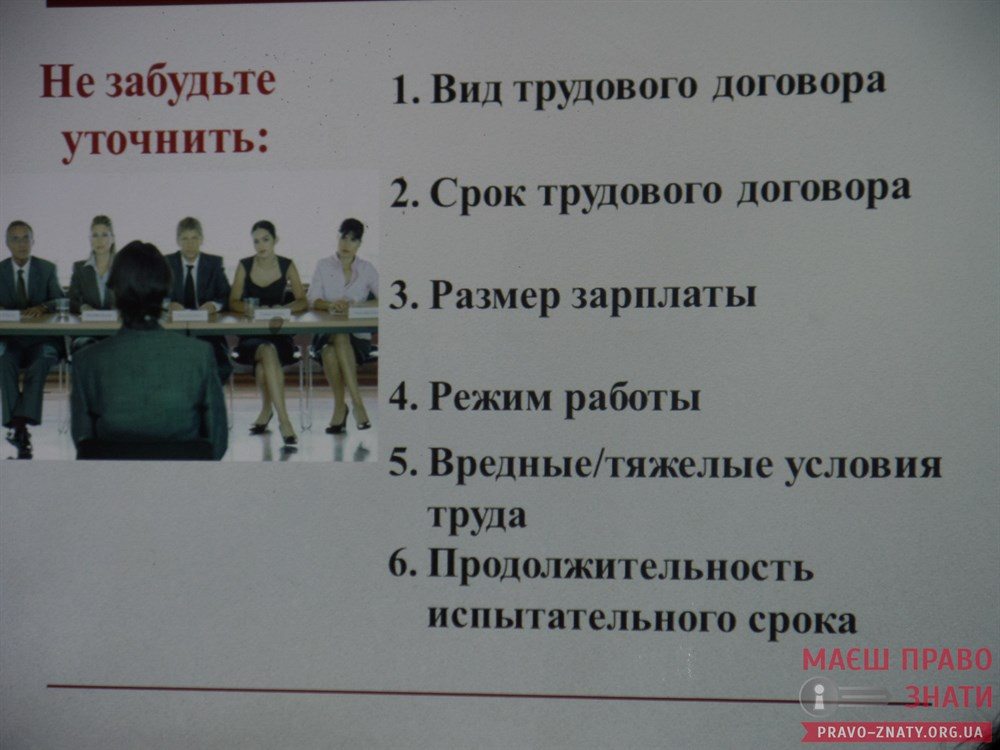 Не забудьте
уточнить:
1. Вид трудового договора
2. Срок трудового договора
3. Размер зарплаты
4. Режим работы
5. Вредные/тяжелые условия
труда
6. Продолжительность
испытательного срока
МАЄШ ПРАВО
ЗНАТИ
PRAVO-ZNATY.ORG.UA